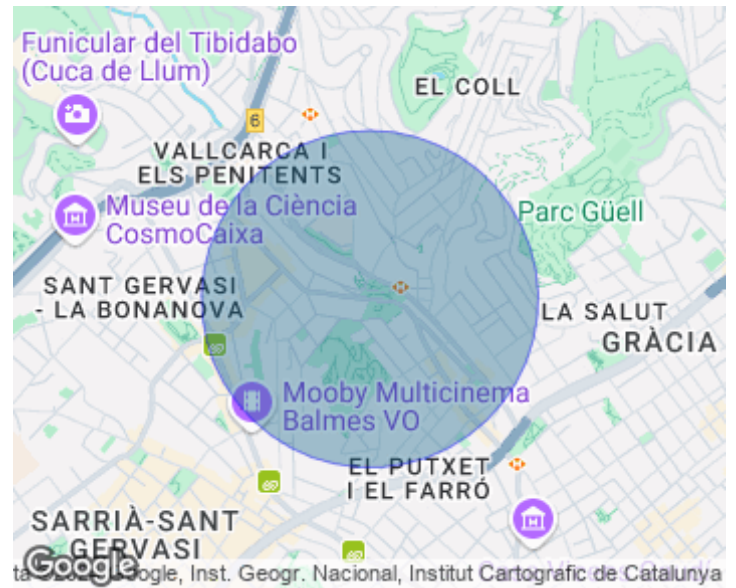 Funicular del Tibidabo
(Cuca de Llum)
EL COLL
6
VALLCARCA I
ELS PENITENTS
Museu de la Ciència
CosmoCaixa
Parc Güell
SANT GERVASI
- LA BONANOVA
LA SALUT
GRÀCIA
Mooby Multicinema
Balmes VO
EL PUTXET
I EL FARRÓ
SARRIÀ-SANT
GERVASI
Google
Google, Inst. Geogr. Nacional, Institut Cartogràfic de Catalunya